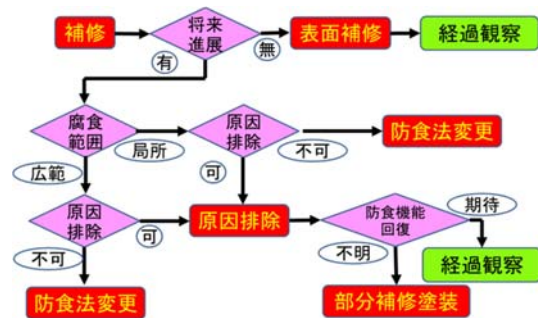 補修
将来
進展
無
表面補修
経過観察
有
腐食
範囲
局所
原因
排除
不可
防食法変更
広範
可
原因
排除
可
原因排除
防食機能
回復
期待
不可
不明
経過観察
防食法変更
部分補修塗装